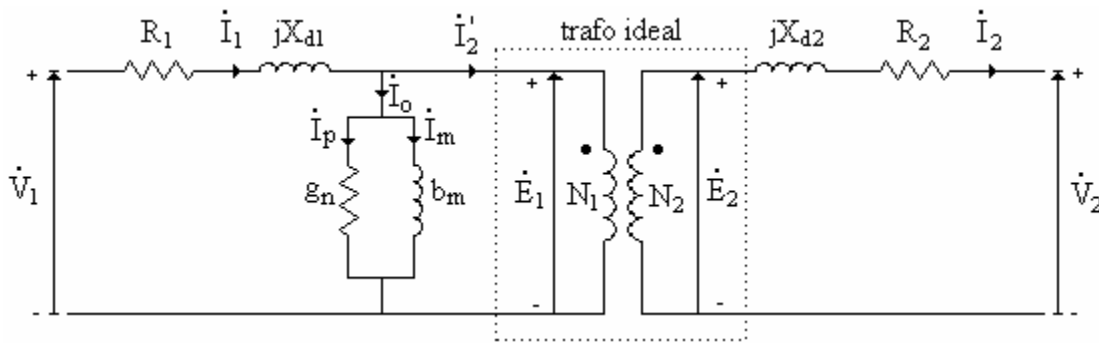 R1 İ1 jXd1 İ2' trafo ideal jXd2 R2 İ2
+ + + +
İo
İp İm
V̇1 gn bm Ė1 N1 N2 Ė2 V̇2
- - - -